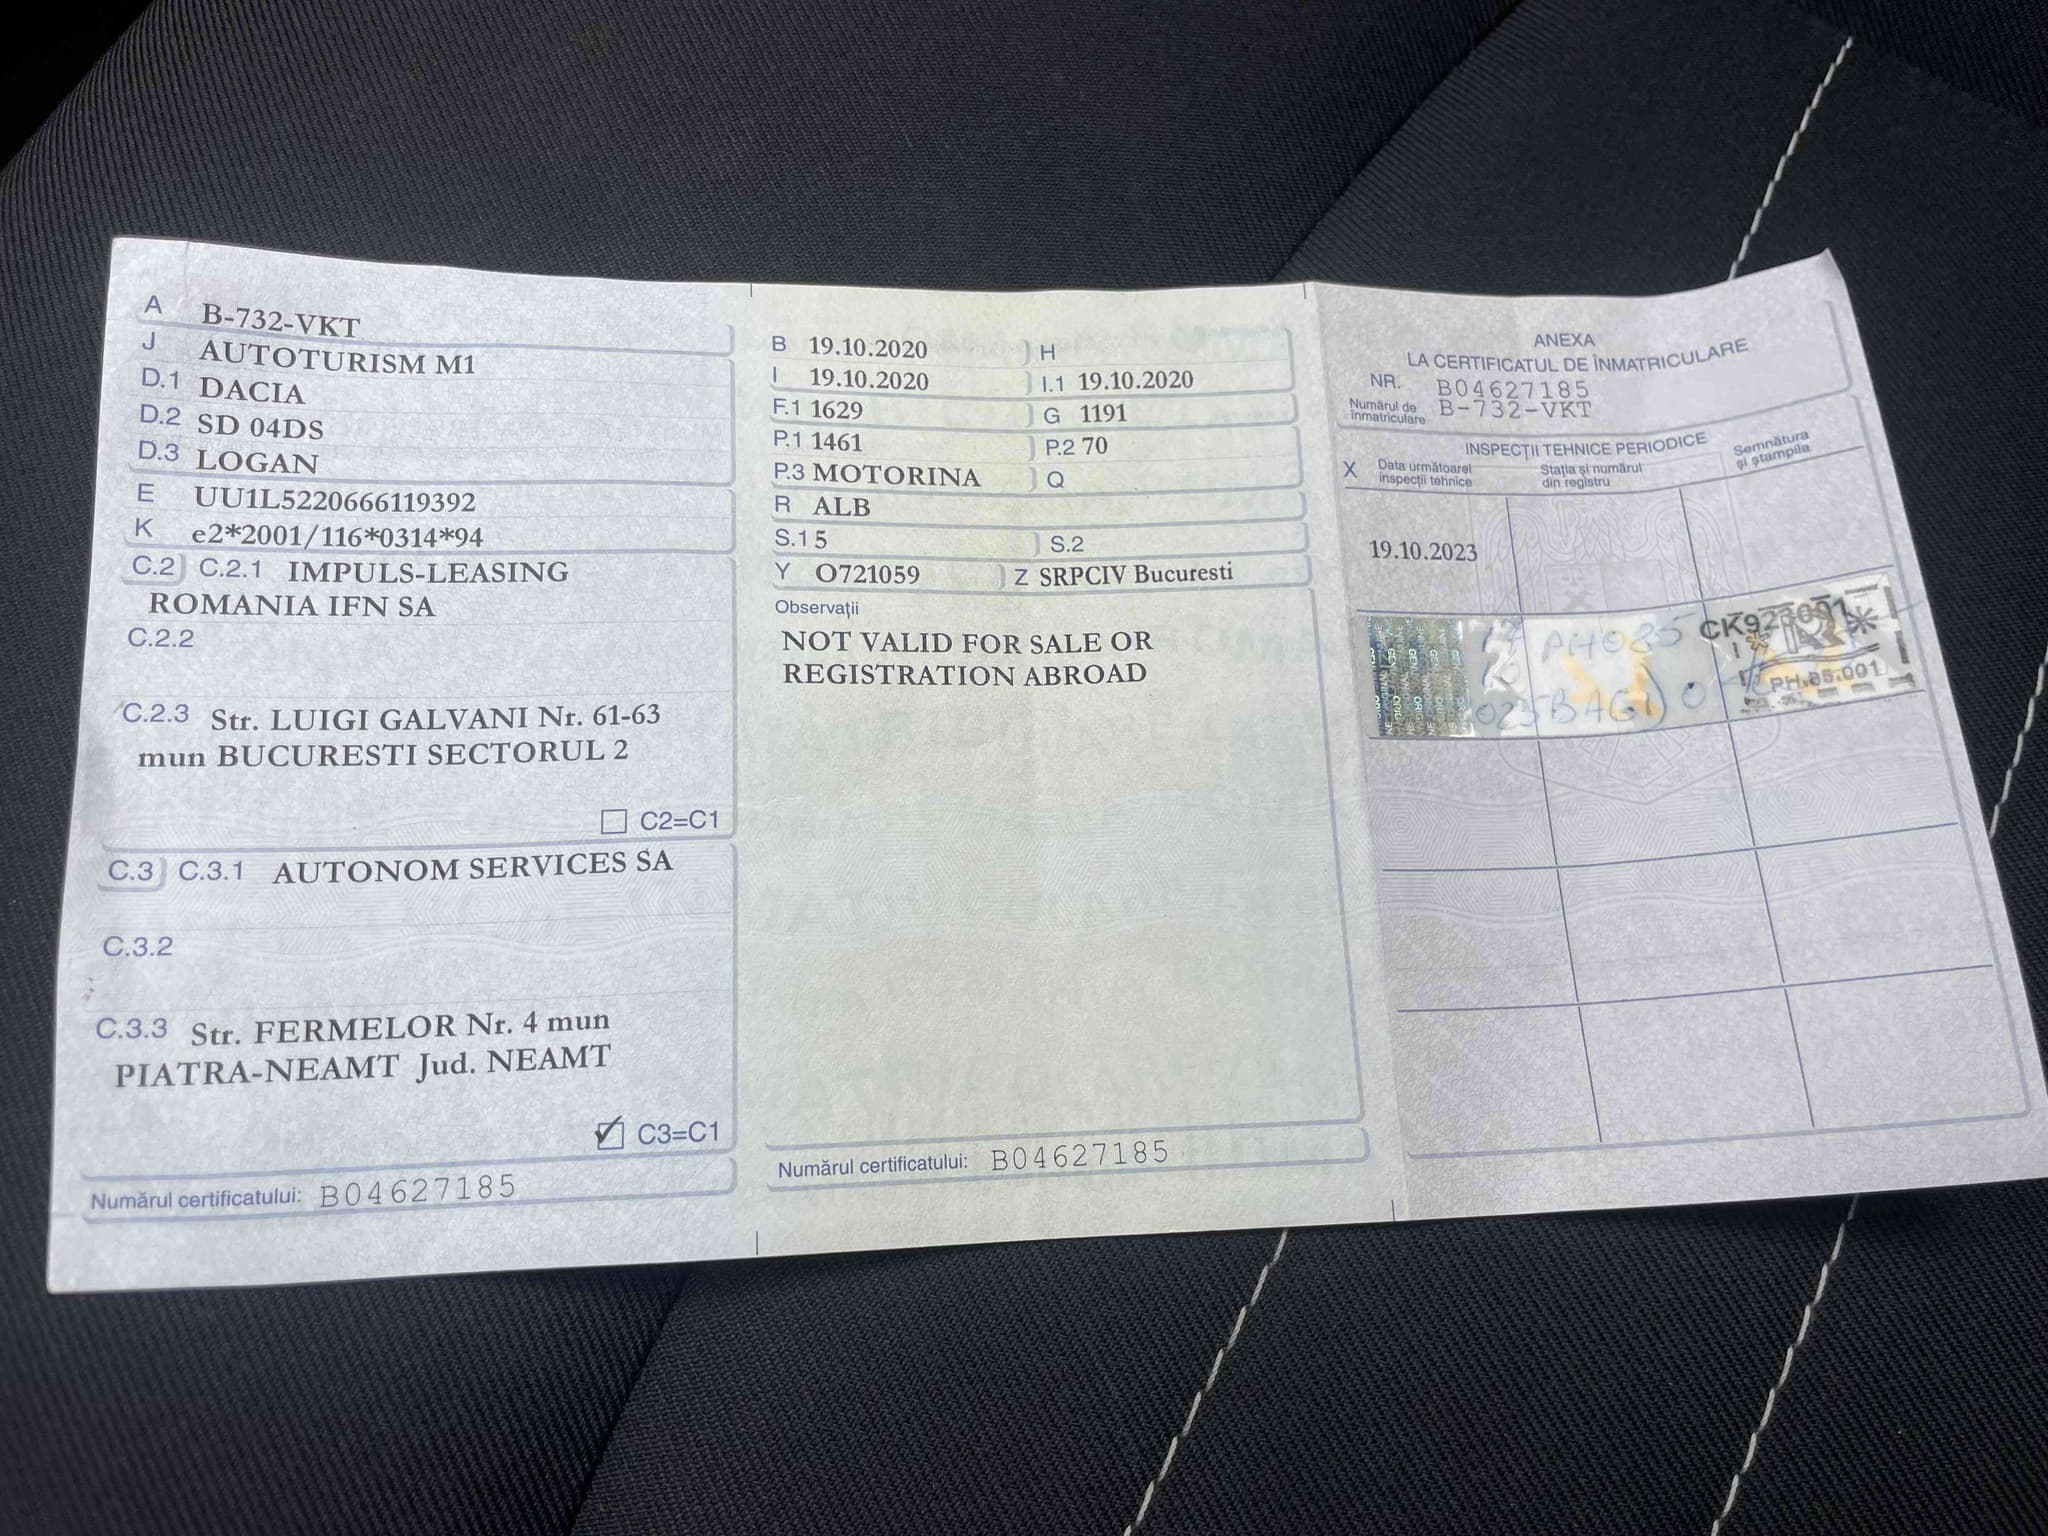 A B-732-VKT
J AUTOTURISM M1
D.1 DACIA
D.2 SD 04DS
D.3 LOGAN
E UU1L5220666119392
K e2*2001/116*0314*94
C.2 C.2.1 IMPULS-LEASING
ROMANIA IFN SA
C.2.2
C.2.3 Str. LUIGI GALVANI Nr. 61-63
mun BUCURESTI SECTORUL 2
C2=C1
C.3 C.3.1 AUTONOM SERVICES SA
C.3.2
C.3.3 Str. FERMELOR Nr. 4 mun
PIATRA-NEAMT Jud. NEAMT
C3=C1
Numărul certificatului: B04627185
B 19.10.2020 H
I 19.10.2020 I.1 19.10.2020
F.1 1629 G 1191
P.1 1461 P.2 70
P.3 MOTORINA Q
R ALB
S.1 5 S.2
Y O721059 Z SRPCIV Bucuresti
Observații
NOT VALID FOR SALE OR
REGISTRATION ABROAD
Numărul certificatului: B04627185
ANEXA
LA CERTIFICATUL DE ÎNMATRICULARE
NR. B04627185
Numărul de
înmatriculare B-732-VKT
INSPECȚII TEHNICE PERIODICE
X Data următoarei
inspecții tehnice
Stația și numărul
din registru
Semnătura
și ștampila
19.10.2023
PH085
CK923001
PH.05.001